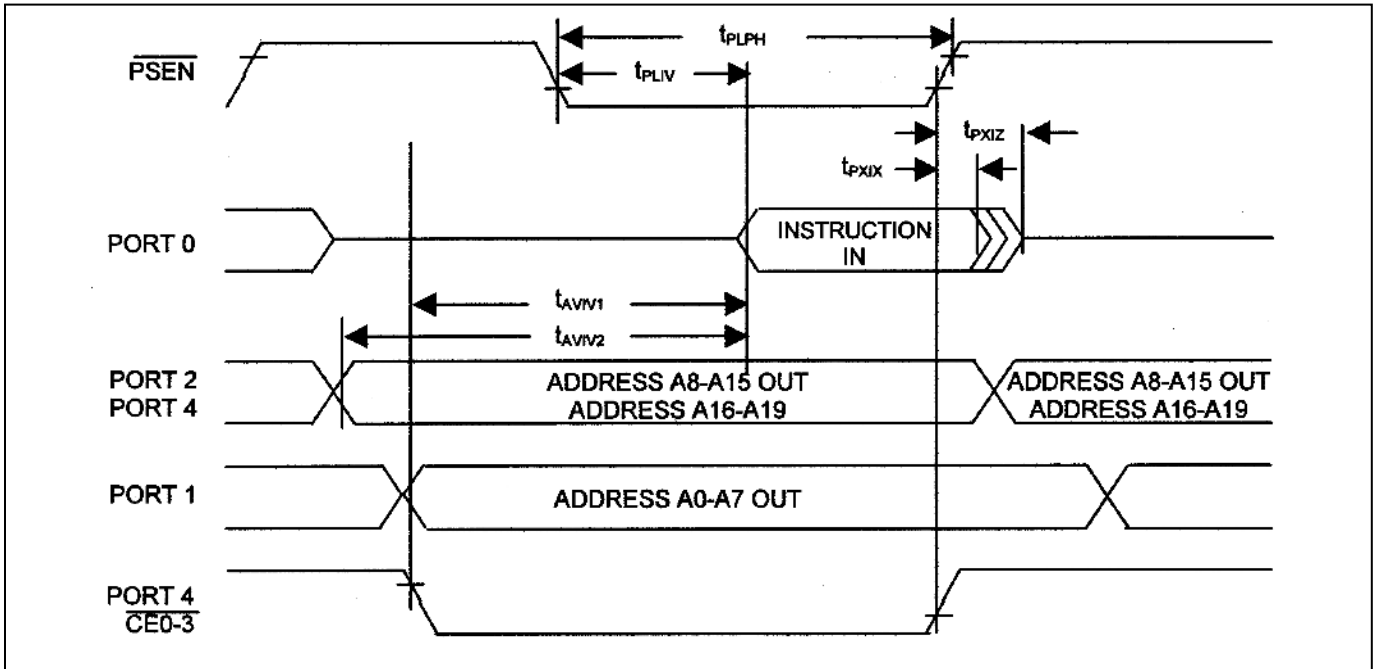 PSEN
tPLPH
tPLIV
tPXIZ
tPXIX
PORT 0
INSTRUCTION
IN
tAVIV1
tAVIV2
PORT 2
PORT 4
ADDRESS A8-A15 OUT
ADDRESS A16-A19
ADDRESS A8-A15 OUT
ADDRESS A16-A19
PORT 1
ADDRESS A0-A7 OUT
PORT 4
CE0-3